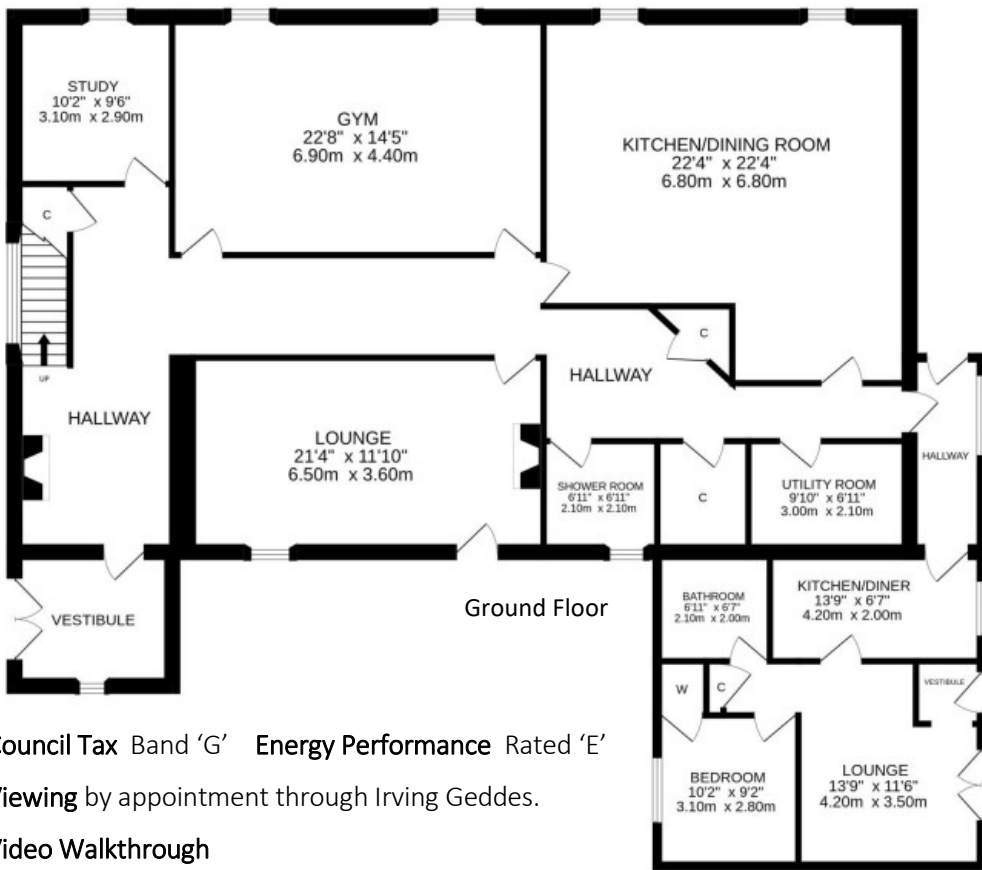 STUDY
10'2" x 9'6"
3.10m x 2.90m
GYM
22'8" x 14'5"
6.90m x 4.40m
KITCHEN/DINING ROOM
22'4" x 22'4"
6.80m x 6.80m
C
UP
HALLWAY
LOUNGE
21'4" x 11'10"
6.50m x 3.60m
HALLWAY
C
SHOWER ROOM
6'11" x 6'11"
2.10m x 2.10m
C
UTILITY ROOM
9'10" x 6'11"
3.00m x 2.10m
HALLWAY
VESTIBULE
Ground Floor
BATHROOM
6'11" x 6'7"
2.10m x 2.00m
KITCHEN/DINER
13'9" x 6'7"
4.20m x 2.00m
W
C
VESTIBULE
BEDROOM
10'2" x 9'2"
3.10m x 2.80m
LOUNGE
13'9" x 11'6"
4.20m x 3.50m
Council Tax Band ‘G’ Energy Performance Rated ‘E’
Viewing by appointment through Irving Geddes.
Video Walkthrough